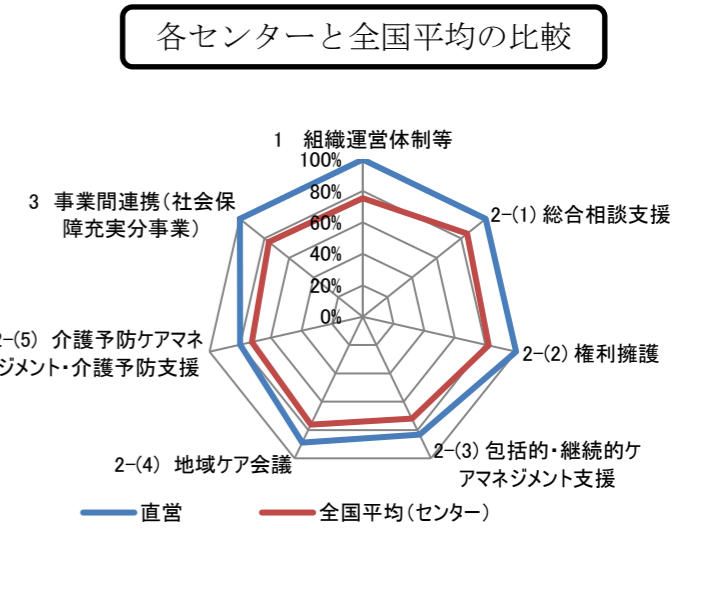 各センターと全国平均の比較
1　組織運営体制等
100%
80%
60%
40%
20%
0%
2-(1) 総合相談支援
2-(2) 権利擁護
2-(3) 包括的・継続的ケ
アマネジメント支援
2-(4)　地域ケア会議
2-(5)　介護予防ケアマネ
ジメント・介護予防支援
3　事業間連携（社会保
障充実分事業）
直営
全国平均（センター）